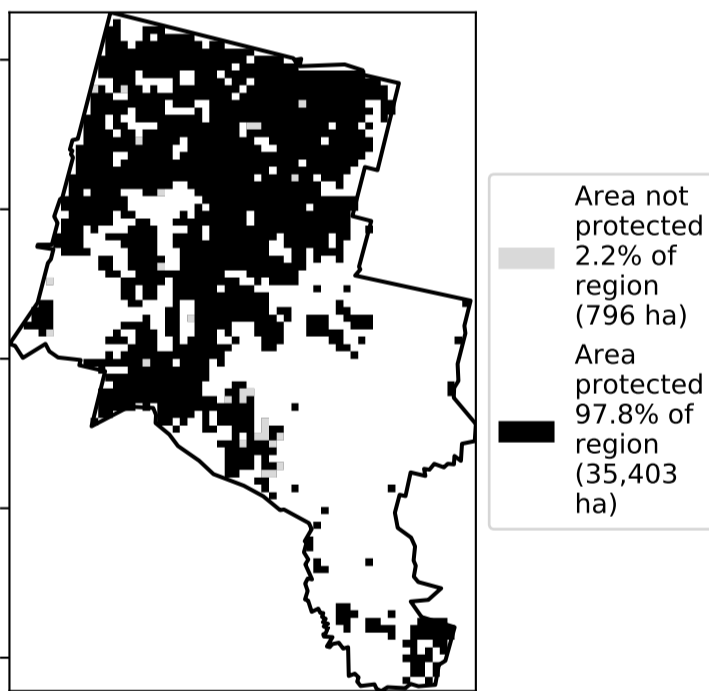 Area not
protected
2.2% of
region
(796 ha)
Area
protected
97.8% of
region
(35,403
ha)